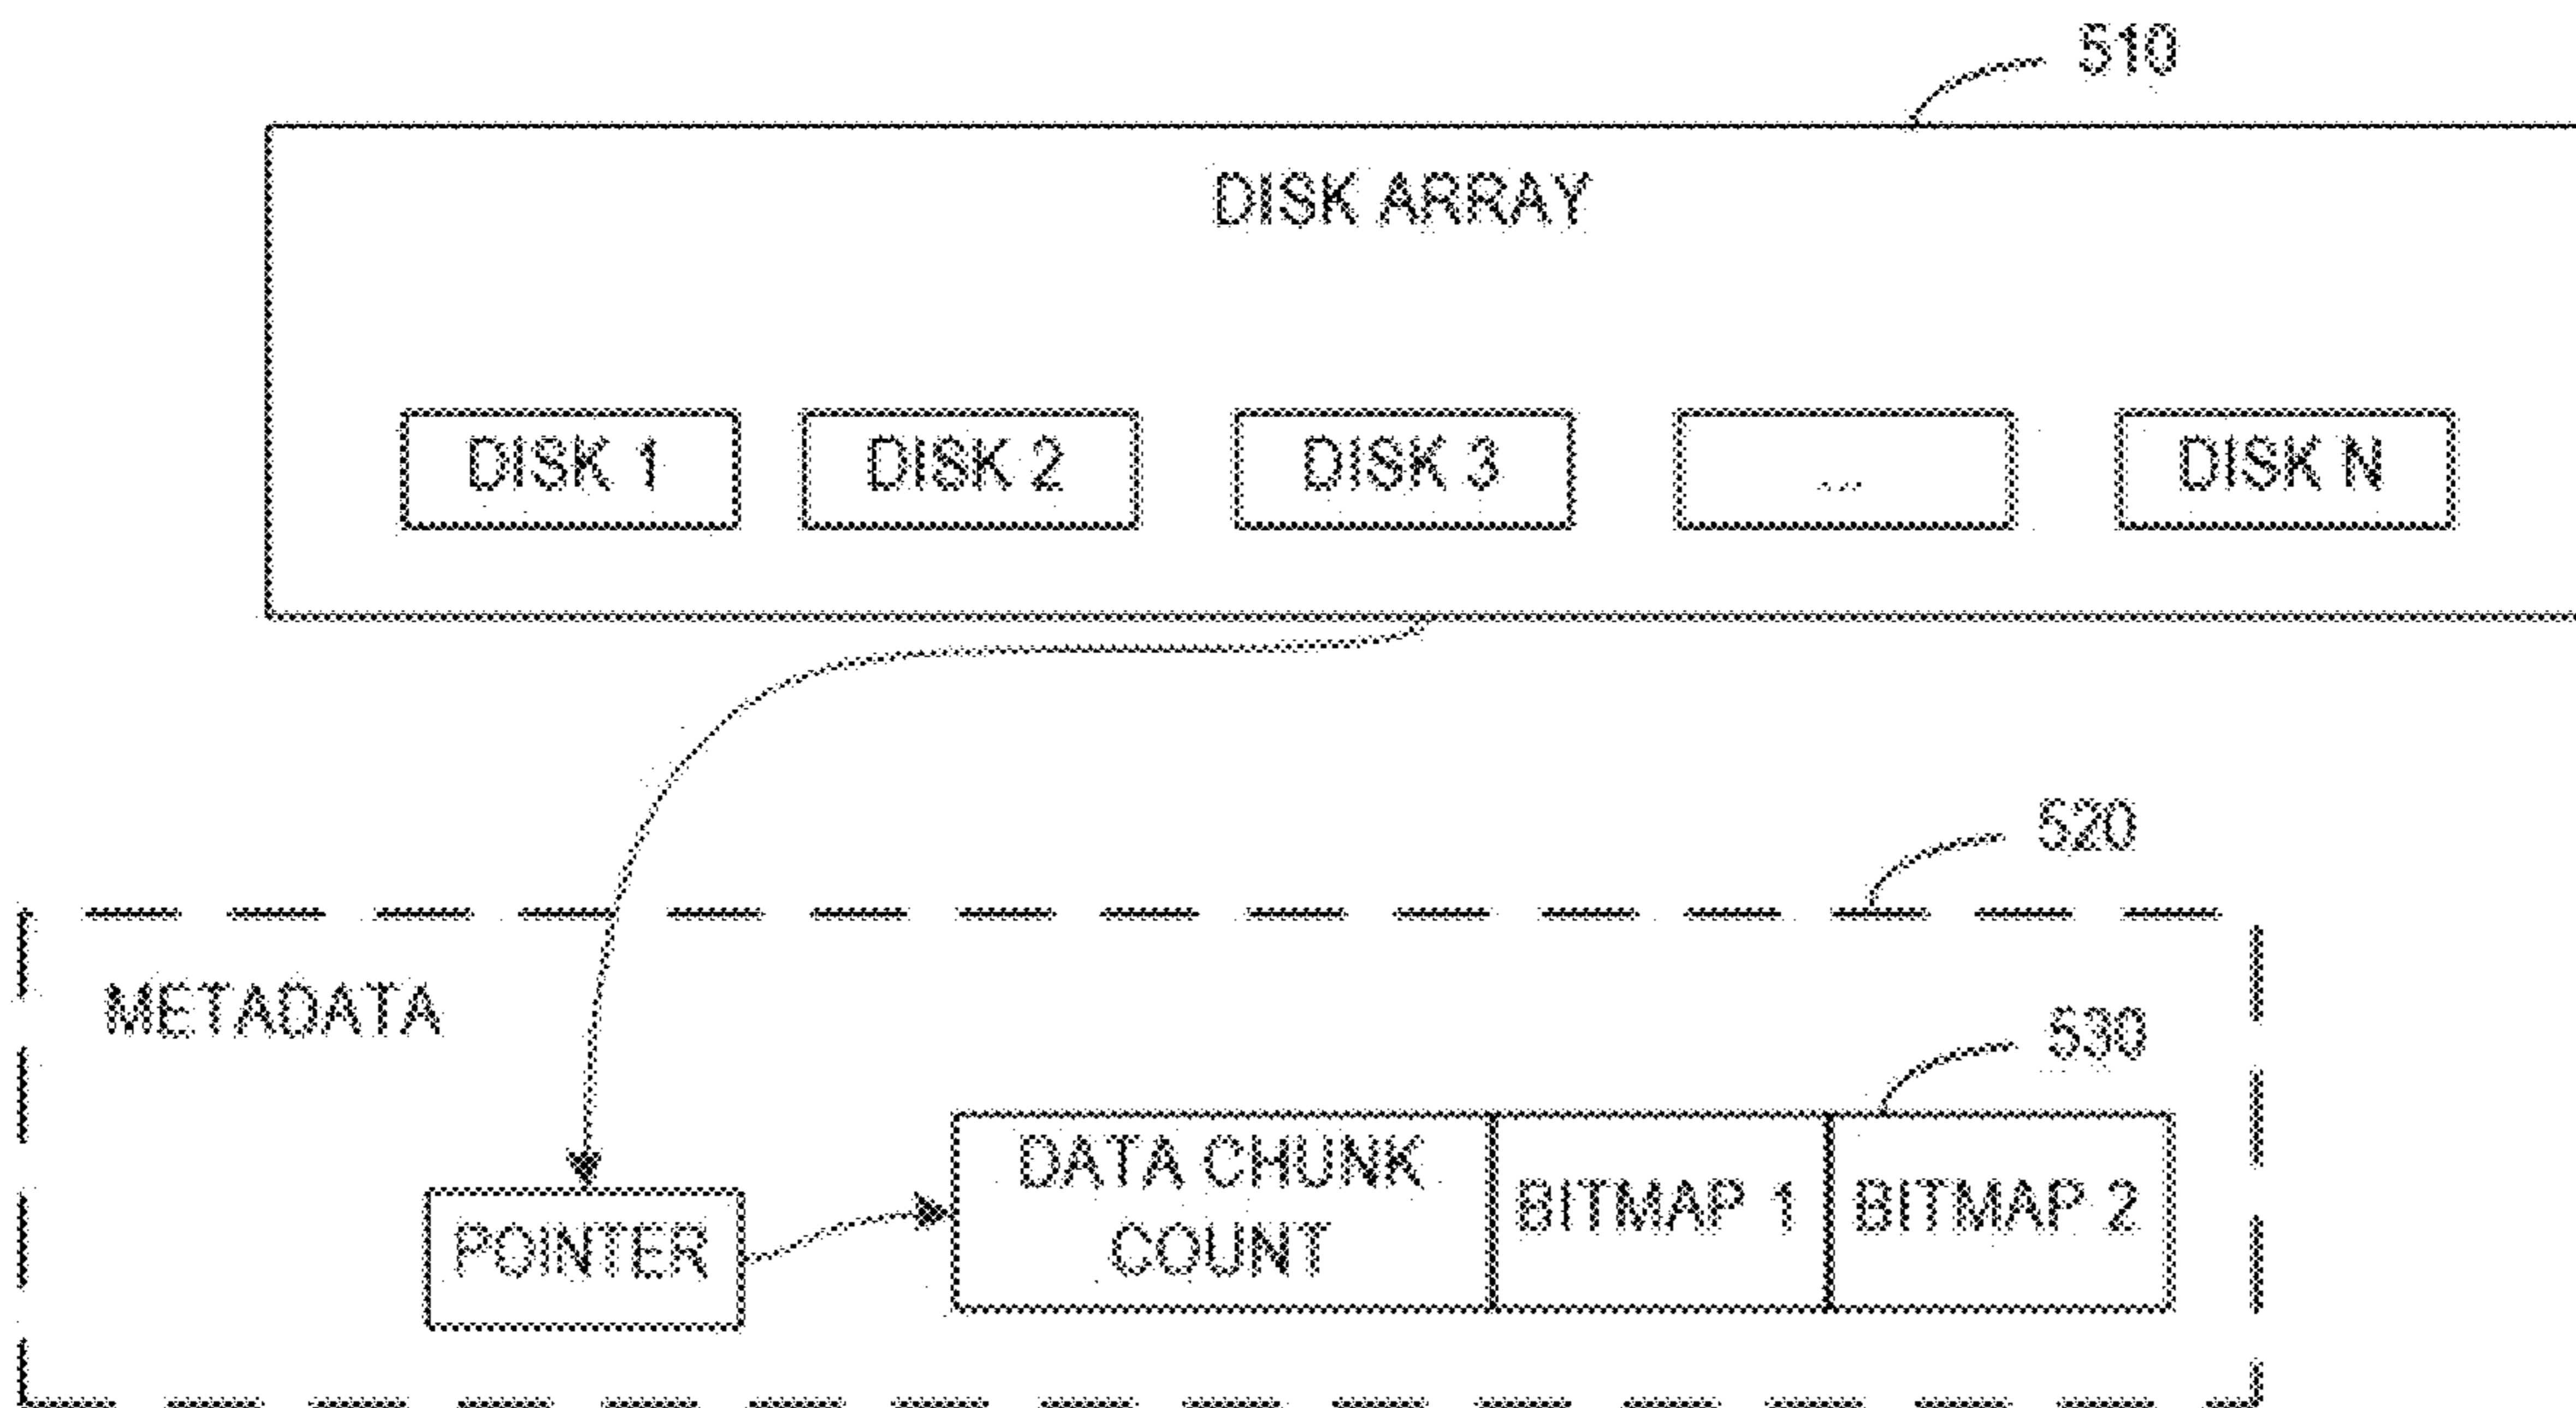 510
DISK ARRAY
DISK 1
DISK 2
DISK 3
...
DISK N
520
METADATA
530
DATA CHUNK
COUNT
BITMAP 1
BITMAP 2
POINTER